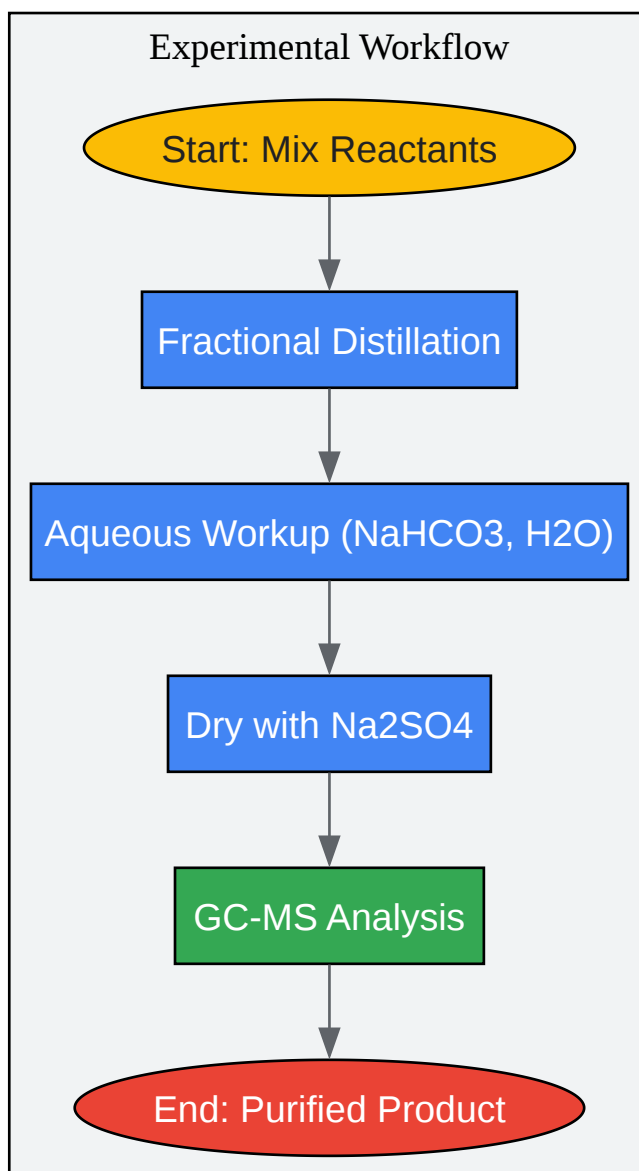 Experimental Workflow
Start: Mix Reactants
Fractional Distillation
Aqueous Workup (NaHCO3, H2O)
Dry with Na2SO4
GC-MS Analysis
End: Purified Product